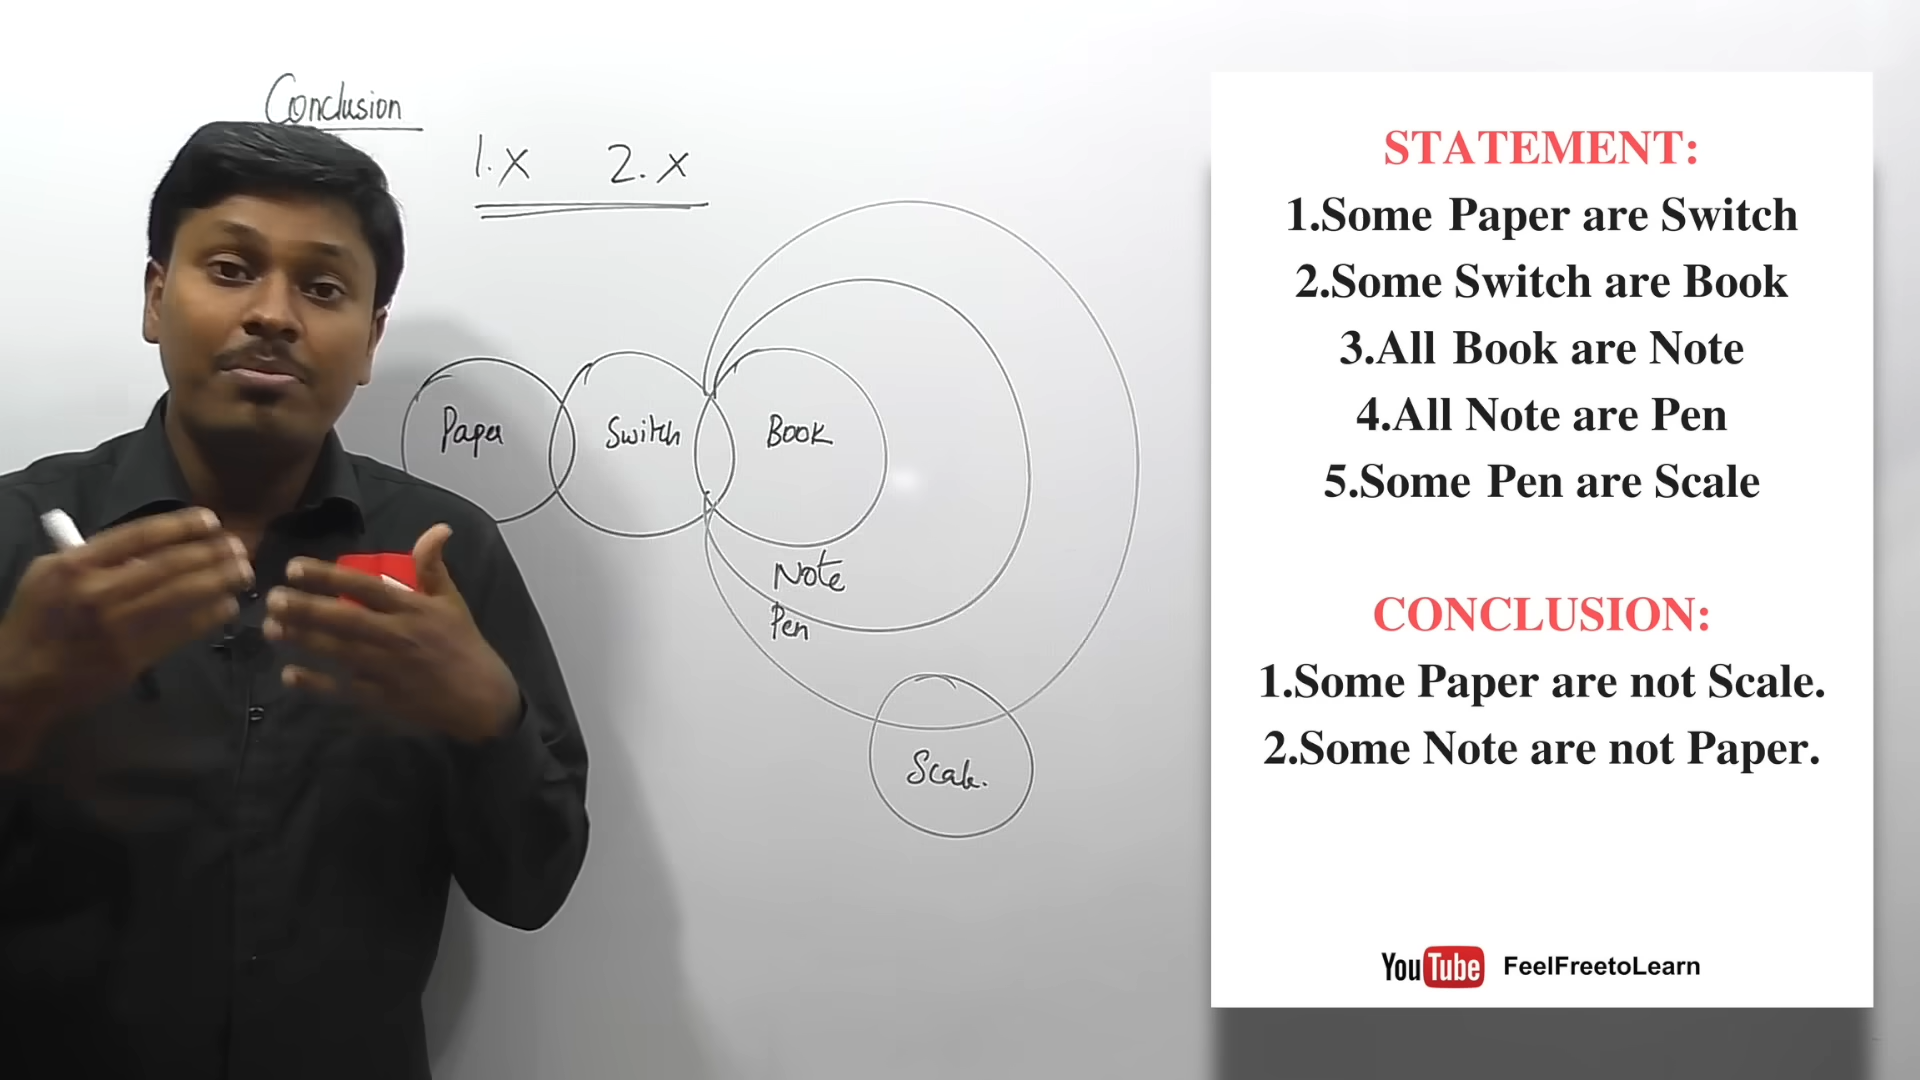 Conclusion
1. x 2. x
Paper
Switch
Book
Note
Pen
Scale.
STATEMENT:
1.Some Paper are Switch
2.Some Switch are Book
3.All Book are Note
4.All Note are Pen
5.Some Pen are Scale
CONCLUSION:
1.Some Paper are not Scale.
2.Some Note are not Paper.
YouTube FeelFreetoLearn